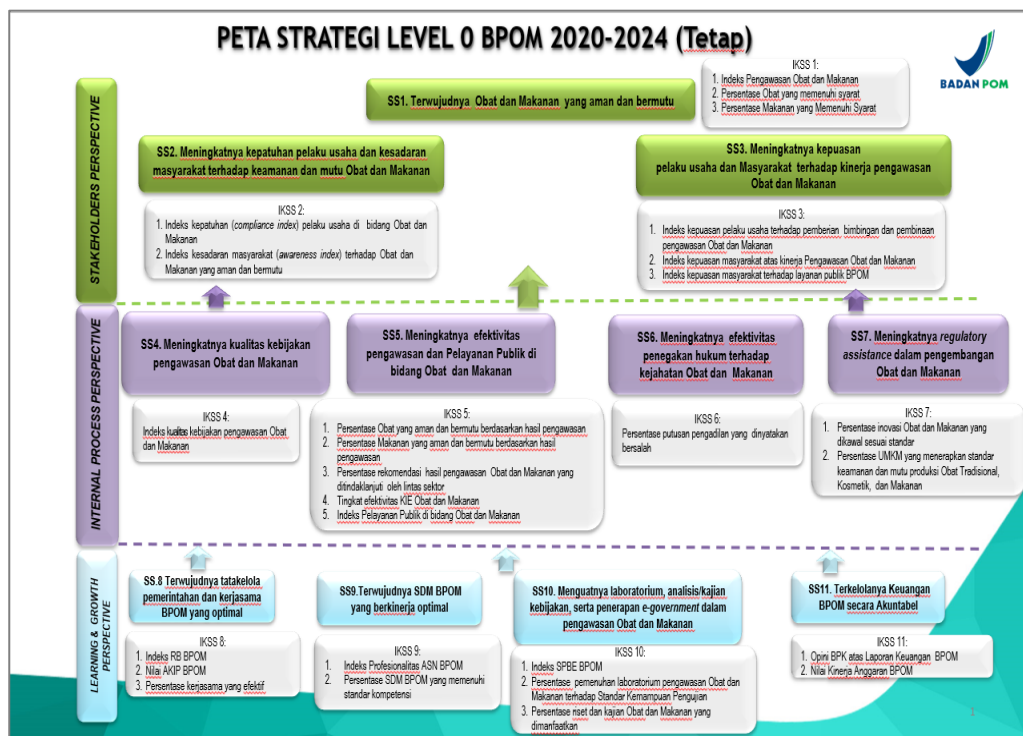 PETA STRATEGI LEVEL 0 BPOM 2020-2024 (Tetap)
BADAN POM
STAKEHOLDERS PERSPECTIVE
SS1. Terwujudnya Obat dan Makanan yang aman dan bermutu
IKSS 1:
1. Indeks Pengawasan Obat dan Makanan
2. Persentase Obat yang memenuhi syarat
3. Persentase Makanan yang Memenuhi Syarat
SS2. Meningkatnya kepatuhan pelaku usaha dan kesadaran
masyarakat terhadap keamanan dan mutu Obat dan Makanan
IKSS 2:
1. Indeks kepatuhan (compliance index) pelaku usaha di bidang Obat dan
Makanan
2. Indeks kesadaran masyarakat (awareness index) terhadap Obat dan
Makanan yang aman dan bermutu
SS3. Meningkatnya kepuasan
pelaku usaha dan Masyarakat terhadap kinerja pengawasan
Obat dan Makanan
IKSS 3:
1. Indeks kepuasan pelaku usaha terhadap pemberian bimbingan dan pembinaan
pengawasan Obat dan Makanan
2. Indeks kepuasan masyarakat atas kinerja Pengawasan Obat dan Makanan
3. Indeks kepuasan masyarakat terhadap layanan publik BPOM
INTERNAL PROCESS PERSPECTIVE
SS4. Meningkatnya kualitas kebijakan
pengawasan Obat dan Makanan
IKSS 4:
Indeks kualitas kebijakan pengawasan Obat
dan Makanan
SS5. Meningkatnya efektivitas
pengawasan dan Pelayanan Publik di
bidang Obat dan Makanan
IKSS 5:
1. Persentase Obat yang aman dan bermutu berdasarkan hasil pengawasan
2. Persentase Makanan yang aman dan bermutu berdasarkan hasil
pengawasan
3. Persentase rekomendasi hasil pengawasan Obat dan Makanan yang
ditindaklanjuti oleh lintas sektor
4. Tingkat efektivitas KIE Obat dan Makanan
5. Indeks Pelayanan Publik di bidang Obat dan Makanan
SS6. Meningkatnya efektivitas
penegakan hukum terhadap
kejahatan Obat dan Makanan
IKSS 6:
Persentase putusan pengadilan yang dinyatakan
bersalah
SS7. Meningkatnya regulatory
assistance dalam pengembangan
Obat dan Makanan
IKSS 7:
1. Persentase inovasi Obat dan Makanan yang
dikawal sesuai standar
2. Persentase UMKM yang menerapkan standar
keamanan dan mutu produksi Obat Tradisional,
Kosmetik, dan Makanan
LEARNING & GROWTH
PERSPECTIVE
SS.8 Terwujudnya tatakelola
pemerintahan dan kerjasama
BPOM yang optimal
IKSS 8:
1. Indeks RB BPOM
2. Nilai AKIP BPOM
3. Persentase kerjasama yang efektif
SS9.Terwujudnya SDM BPOM
yang berkinerja optimal
IKSS 9:
1. Indeks Profesionalitas ASN BPOM
2. Persentase SDM BPOM yang memenuhi
standar kompetensi
SS10. Menguatnya laboratorium, analisis/kajian
kebijakan, serta penerapan e-government dalam
pengawasan Obat dan Makanan
IKSS 10:
1. Indeks SPBE BPOM
2. Persentase pemenuhan laboratorium pengawasan Obat dan
Makanan terhadap Standar Kemampuan Pengujian
3. Persentase riset dan kajian Obat dan Makanan yang
dimanfaatkan
SS11. Terkelolanya Keuangan
BPOM secara Akuntabel
IKSS 11:
1. Opini BPK atas Laporan Keuangan BPOM
2. Nilai Kinerja Anggaran BPOM
1